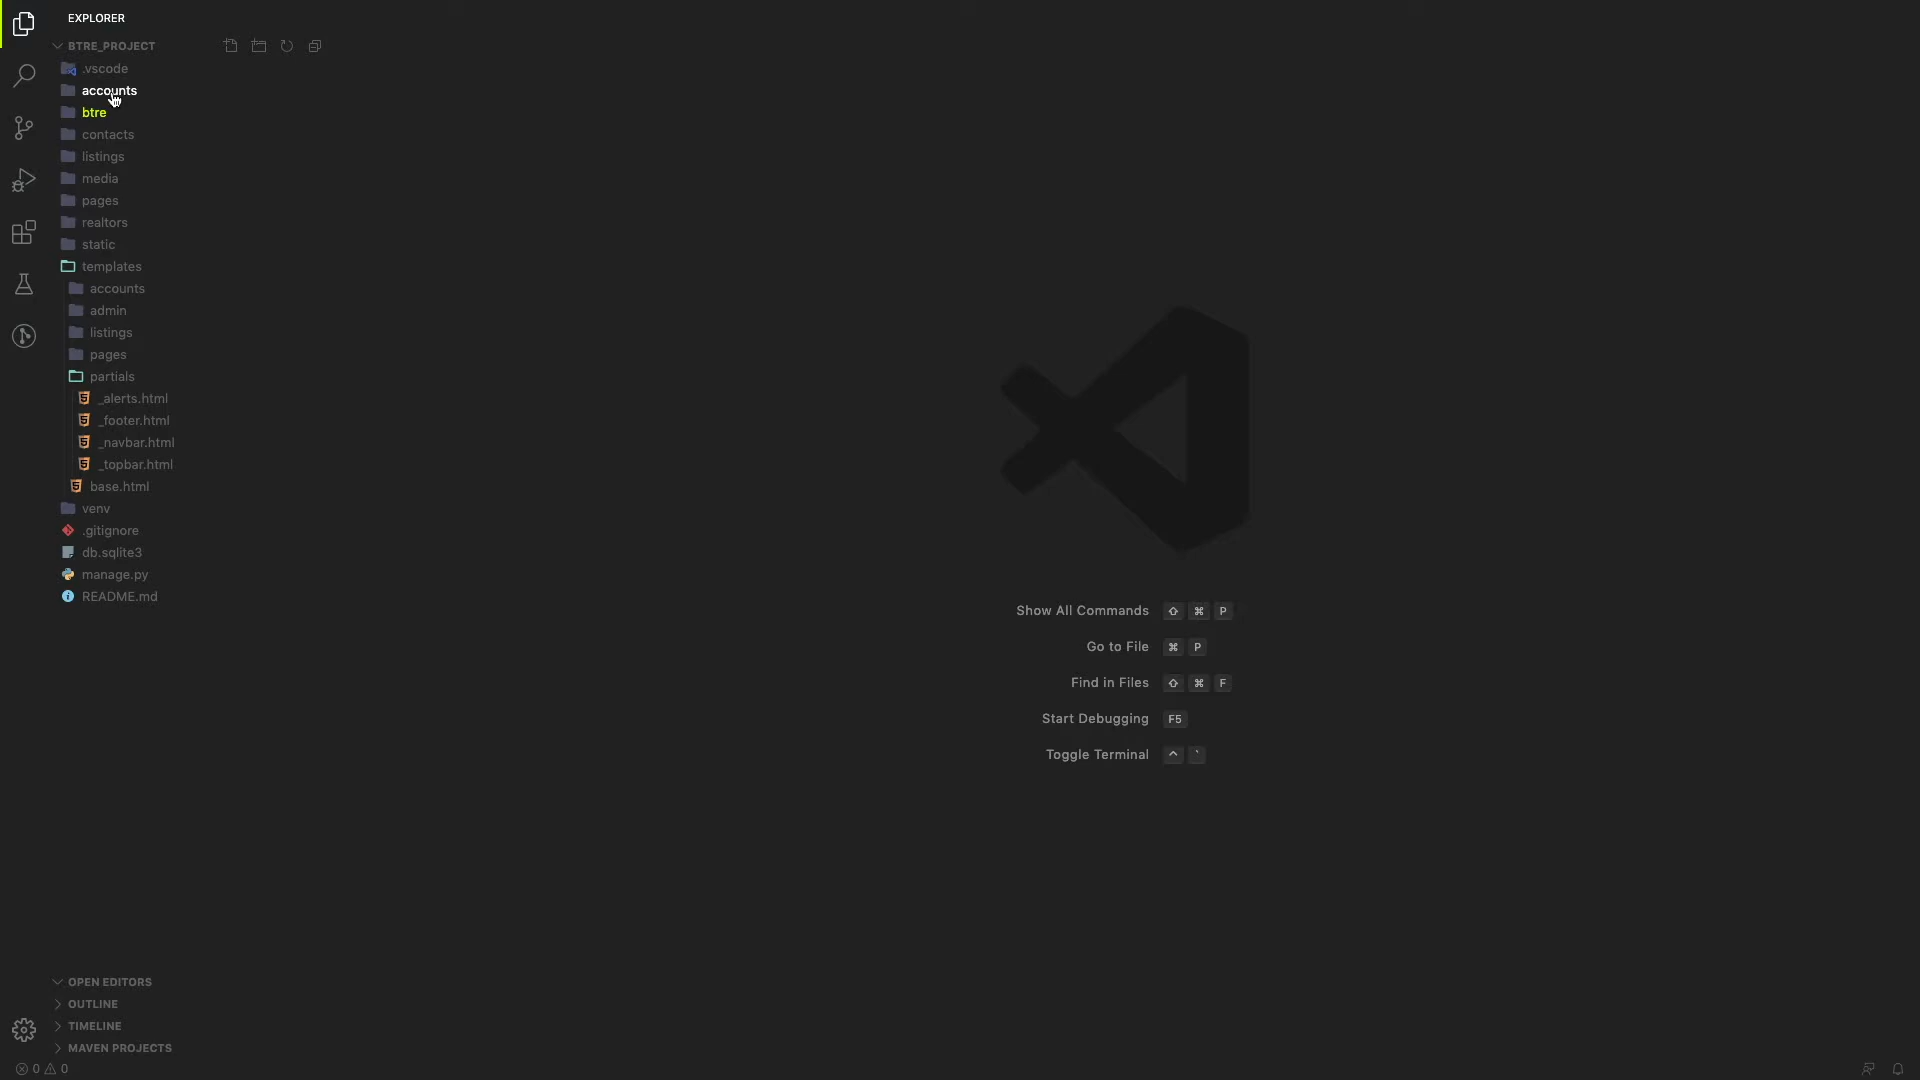 EXPLORER
BTRE_PROJECT
.vscode
accounts
btre
contacts
listings
media
pages
realtors
static
templates
accounts
admin
listings
pages
partials
_alerts.html
_footer.html
_navbar.html
_topbar.html
base.html
venv
.gitignore
db.sqlite3
manage.py
README.md
Show All Commands ⇧ ⌘ P
Go to File ⌘ P
Find in Files ⇧ ⌘ F
Start Debugging F5
Toggle Terminal ^ `
OPEN EDITORS
OUTLINE
TIMELINE
MAVEN PROJECTS
0 0